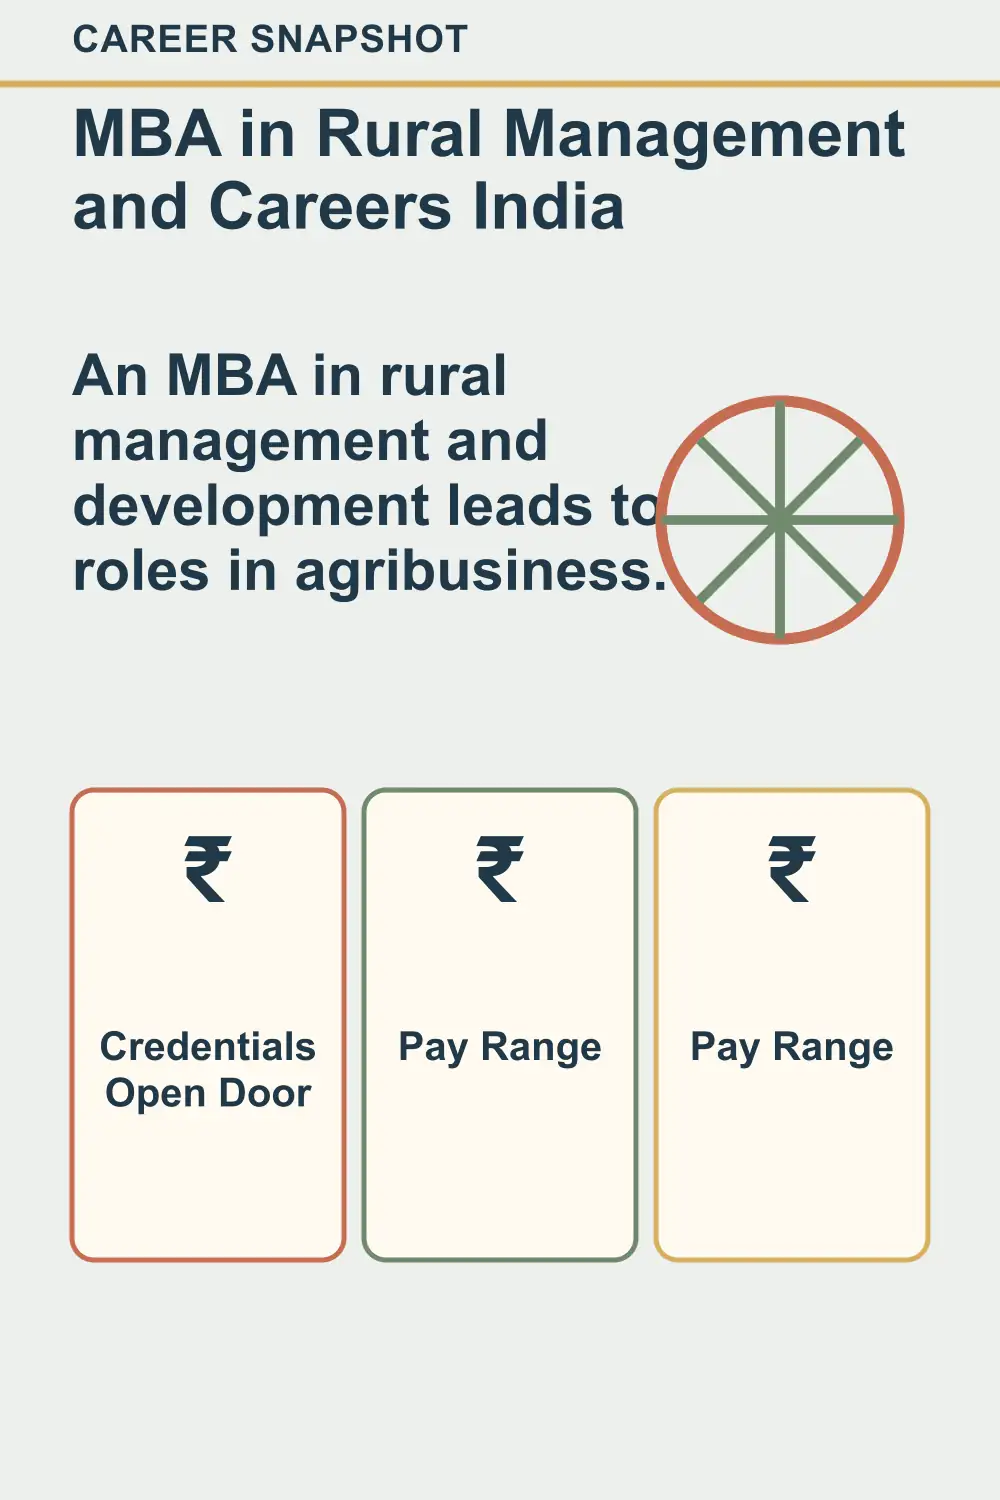 CAREER SNAPSHOT
MBA in Rural Management
and Careers India
An MBA in rural
management and
development leads to
roles in agribusiness.
₹
Credentials
Open Door
₹
Pay Range
₹
Pay Range